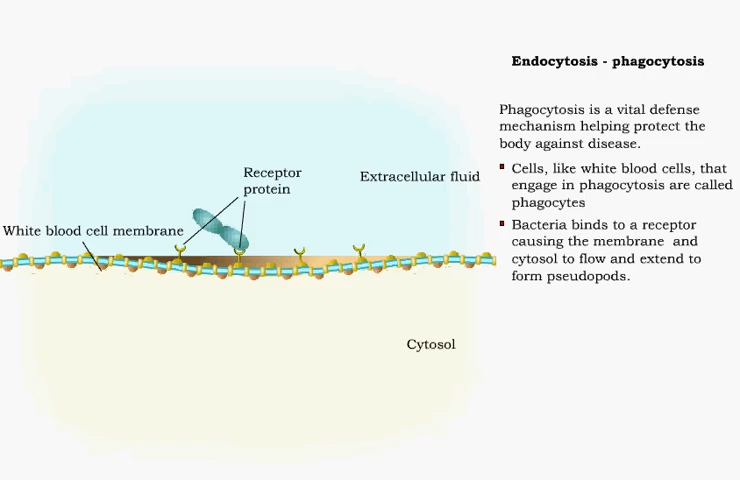 Endocytosis - phagocytosis
Phagocytosis is a vital defense
mechanism helping protect the
body against disease.
Cells, like white blood cells, that
engage in phagocytosis are called
phagocytes
Bacteria binds to a receptor
causing the membrane and
cytosol to flow and extend to
form pseudopods.
Receptor
protein
Extracellular fluid
White blood cell membrane
Cytosol